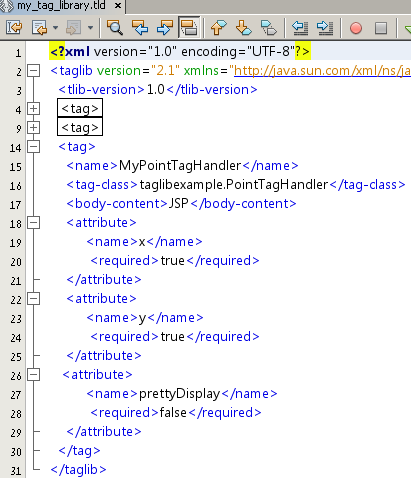 my_tag_library.tld
1 <?xml version="1.0" encoding="UTF-8"?>
2 <taglib version="2.1" xmlns="http://java.sun.com/xml/ns/ja
3 <tlib-version>1.0</tlib-version>
4 <tag>
9 <tag>
14 <tag>
15 <name>MyPointTagHandler</name>
16 <tag-class>taglibexample.PointTagHandler</tag-class>
17 <body-content>JSP</body-content>
18 <attribute>
19 <name>x</name>
20 <required>true</required>
21 </attribute>
22 <attribute>
23 <name>y</name>
24 <required>true</required>
25 </attribute>
26 <attribute>
27 <name>prettyDisplay</name>
28 <required>false</required>
29 </attribute>
30 </tag>
31 </taglib>